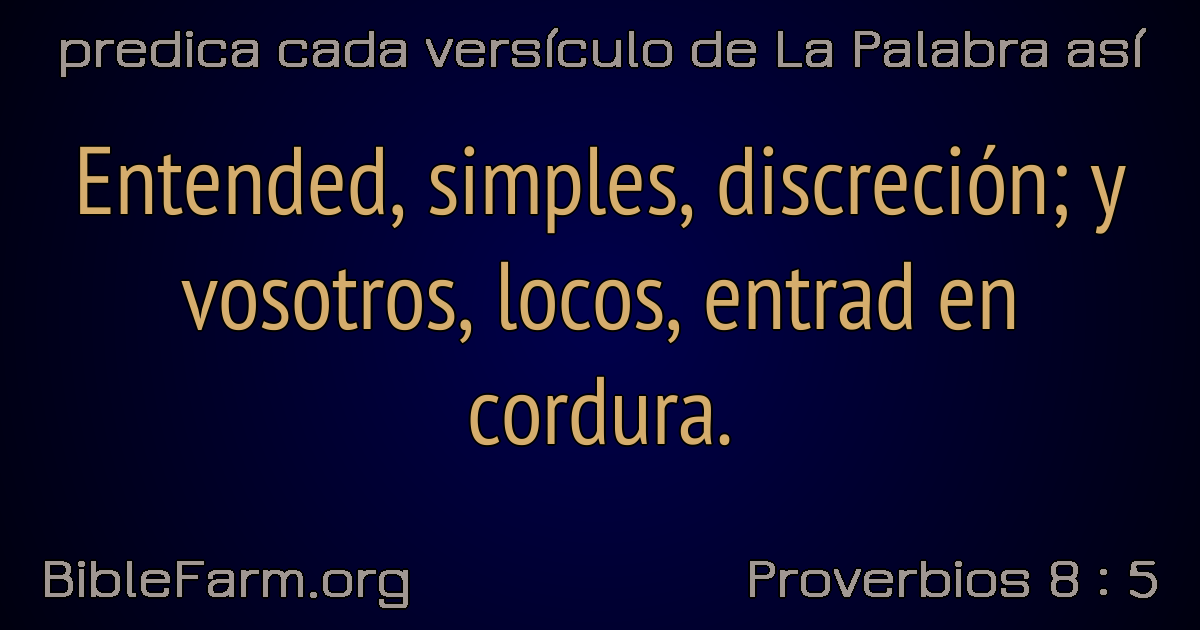 predica cada versículo de La Palabra así
Entended, simples, discreción; y
vosotros, locos, entrad en
cordura.
BibleFarm.org
Proverbios 8 : 5